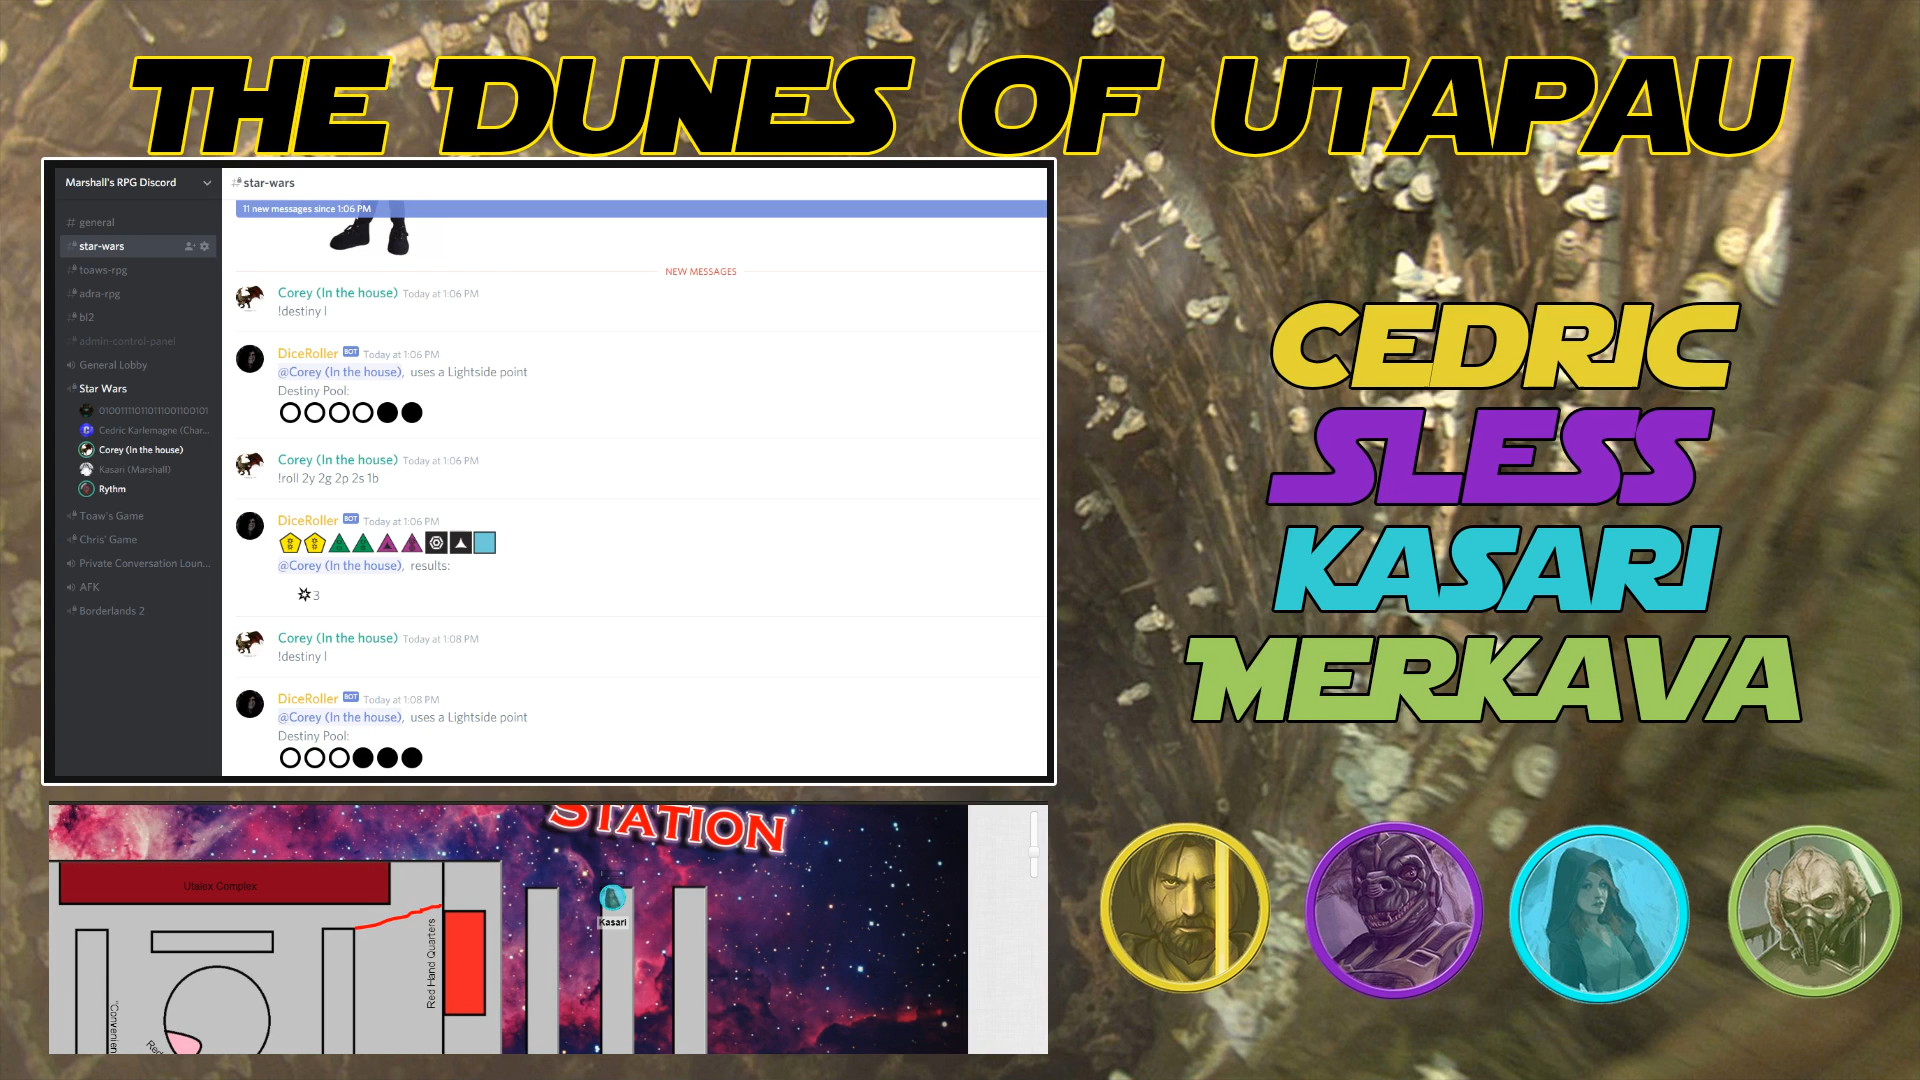 THE DUNES OF UTAPAU
Marshall's RPG Discord
general
star-wars
toaws-rpg
adra-rpg
bl2
admin-control-panel
General Lobby
Star Wars
Cedric Karlemagne (Char...
Corey (In the house)
Kasari (Marshall)
Rythm
Toaw's Game
Chris' Game
Private Conversation Loun...
AFK
Borderlands 2
star-wars
11 new messages since 1:06 PM
NEW MESSAGES
Corey (In the house) Today at 1:06 PM
!destiny l
DiceRoller BOT Today at 1:06 PM
@Corey (In the house), uses a Lightside point
Destiny Pool:
Corey (In the house) Today at 1:06 PM
!roll 2y 2g 2p 2s 1b
DiceRoller BOT Today at 1:06 PM
@Corey (In the house), results:
3
Corey (In the house) Today at 1:08 PM
!destiny l
DiceRoller BOT Today at 1:08 PM
@Corey (In the house), uses a Lightside point
Destiny Pool:
CEDRIC
SLESS
KASARI
MERKAVA
STATION
Utalex Complex
Kasari
Red Hand Quarters
"Convenien
Red